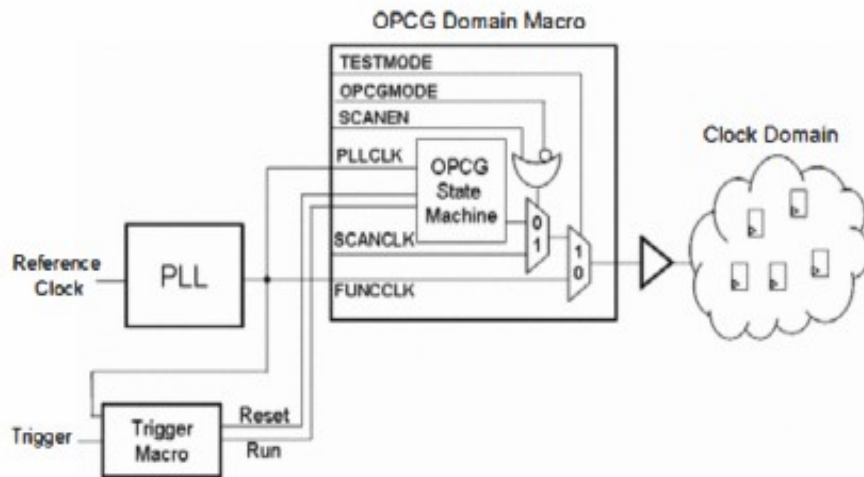 OPCG Domain Macro
TESTMODE
OPCGMODE
SCANEN
PLLCLK
OPCG
State
Machine
0
1
SCANCLK
1
0
FUNCCLK
Clock Domain
Reference
Clock
PLL
Trigger
Trigger
Macro
Reset
Run